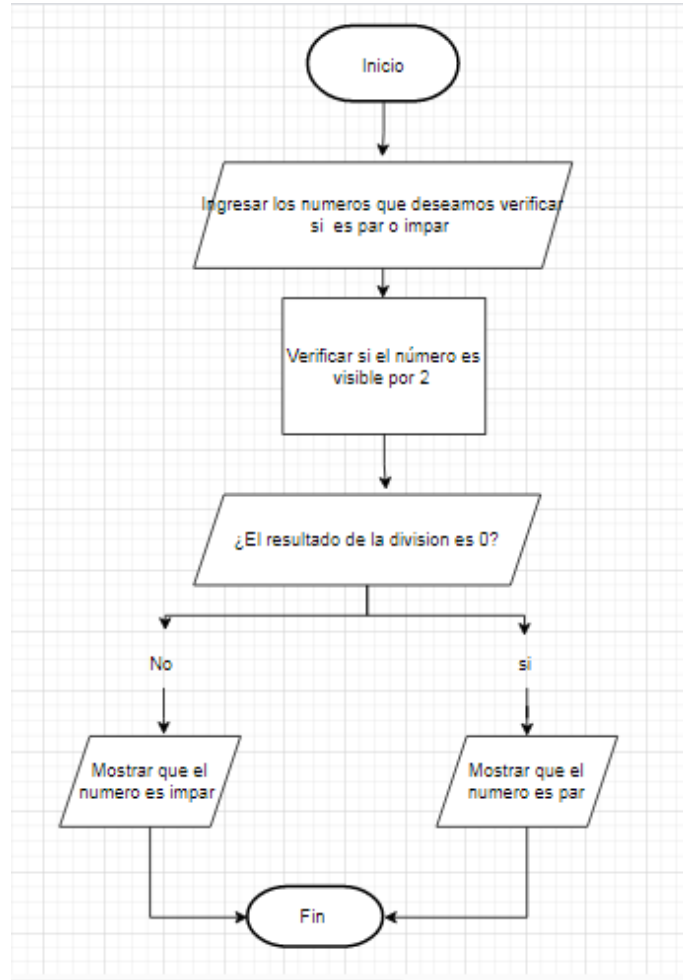 Inicio
Ingresar los numeros que deseamos verificar
si es par o impar
Verificar si el número es
visible por 2
¿El resultado de la division es 0?
No
si
Mostrar que el
numero es impar
Mostrar que el
numero es par
Fin